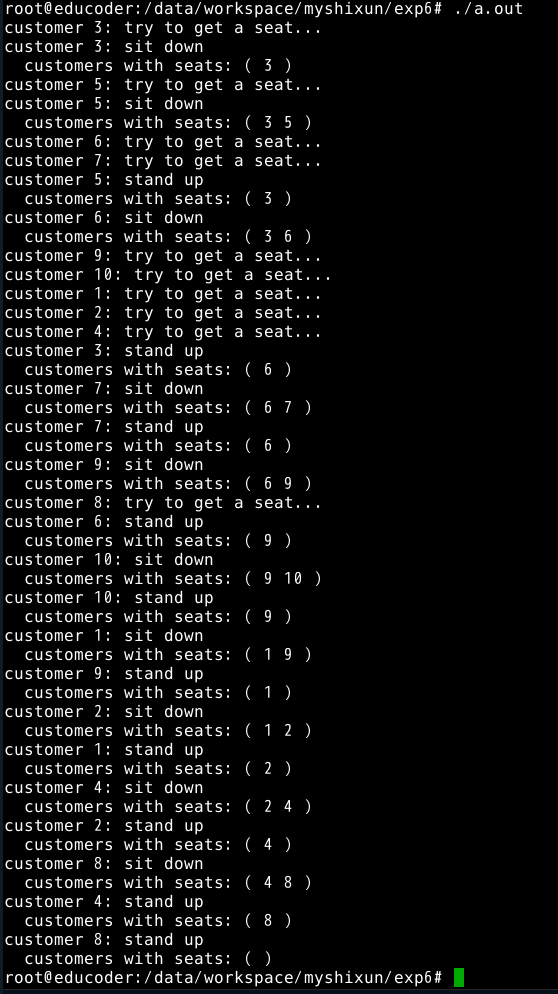 root@educoder:/data/workspace/myshixun/exp6# ./a.out
customer 3: try to get a seat...
customer 3: sit down
  customers with seats: ( 3 )
customer 5: try to get a seat...
customer 5: sit down
  customers with seats: ( 3 5 )
customer 6: try to get a seat...
customer 7: try to get a seat...
customer 5: stand up
  customers with seats: ( 3 )
customer 6: sit down
  customers with seats: ( 3 6 )
customer 9: try to get a seat...
customer 10: try to get a seat...
customer 1: try to get a seat...
customer 2: try to get a seat...
customer 4: try to get a seat...
customer 3: stand up
  customers with seats: ( 6 )
customer 7: sit down
  customers with seats: ( 6 7 )
customer 7: stand up
  customers with seats: ( 6 )
customer 9: sit down
  customers with seats: ( 6 9 )
customer 8: try to get a seat...
customer 6: stand up
  customers with seats: ( 9 )
customer 10: sit down
  customers with seats: ( 9 10 )
customer 10: stand up
  customers with seats: ( 9 )
customer 1: sit down
  customers with seats: ( 1 9 )
customer 9: stand up
  customers with seats: ( 1 )
customer 2: sit down
  customers with seats: ( 1 2 )
customer 1: stand up
  customers with seats: ( 2 )
customer 4: sit down
  customers with seats: ( 2 4 )
customer 2: stand up
  customers with seats: ( 4 )
customer 8: sit down
  customers with seats: ( 4 8 )
customer 4: stand up
  customers with seats: ( 8 )
customer 8: stand up
  customers with seats: ( )
root@educoder:/data/workspace/myshixun/exp6#